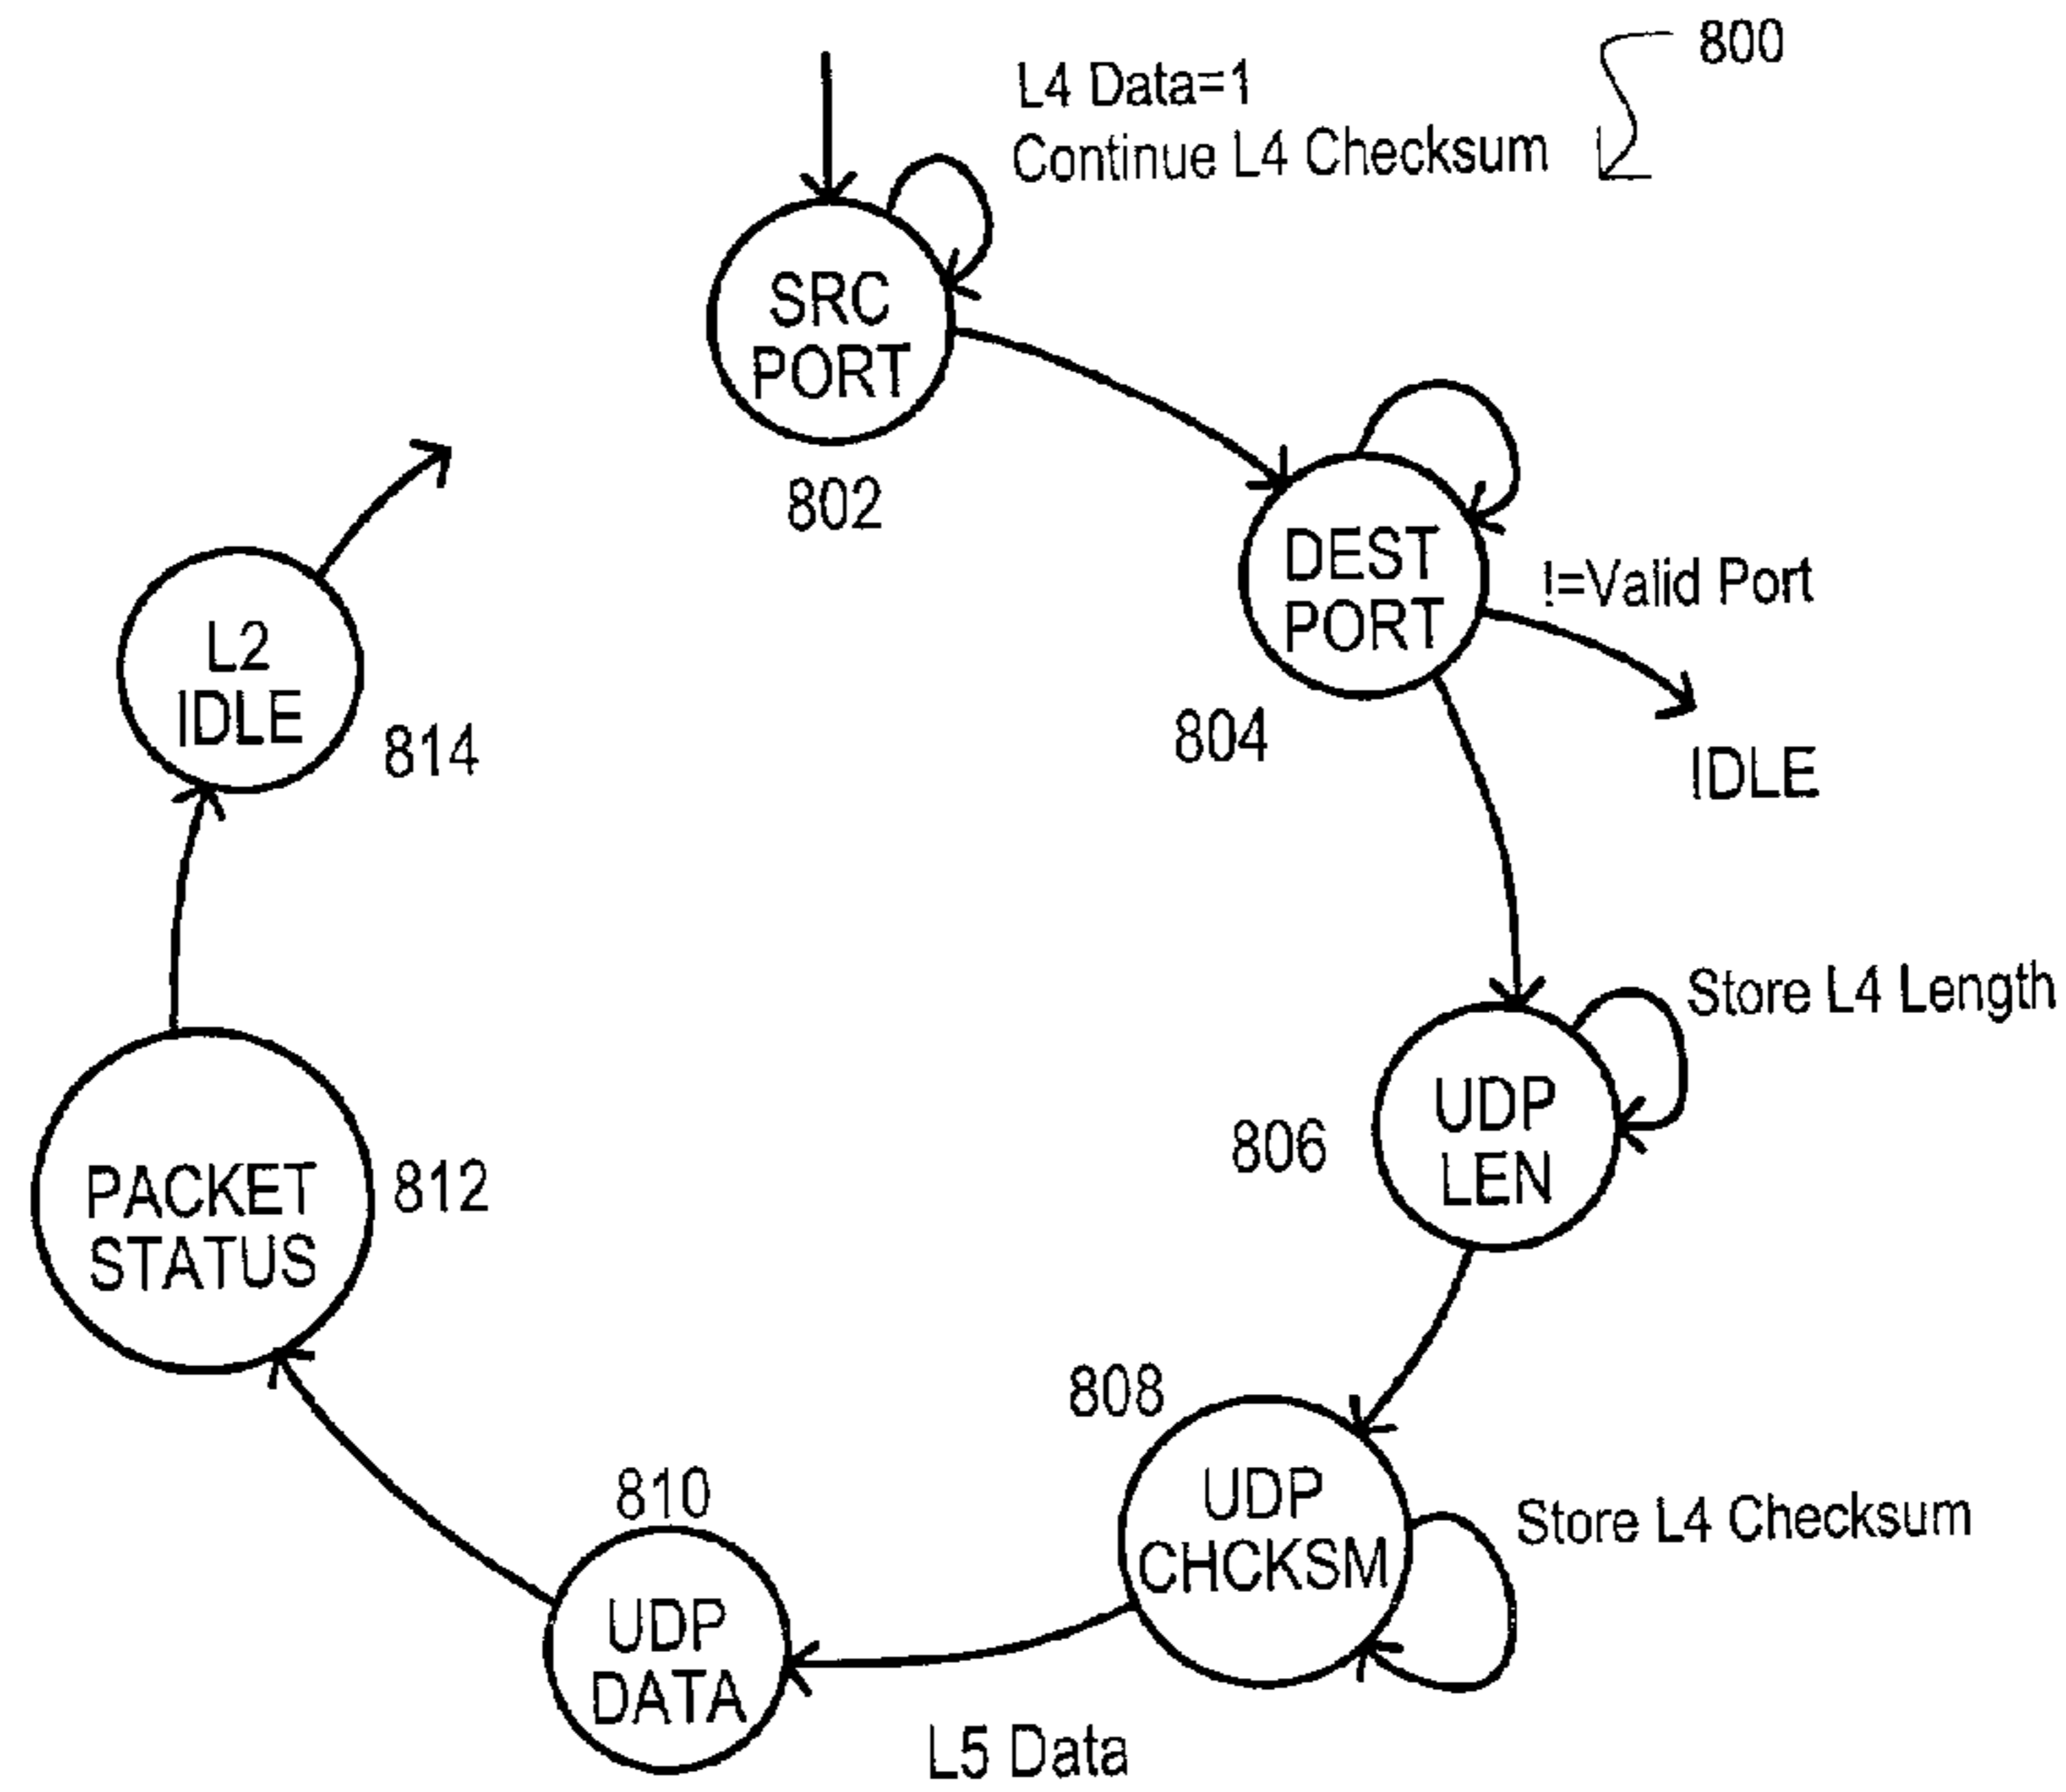 800
L4 Data=1
Continue L4 Checksum
SRC
PORT
802
DEST
PORT
804
!=Valid Port
IDLE
L2
IDLE
814
Store L4 Length
UDP
LEN
806
PACKET
STATUS
812
808
UDP
CHCKSM
Store L4 Checksum
810
UDP
DATA
L5 Data